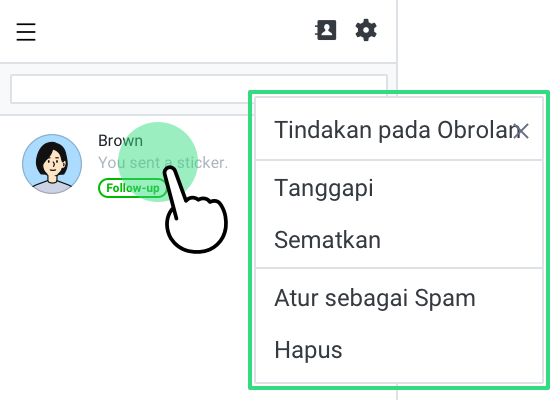 Brown
You sent a sticker.
Follow-up
Tindakan pada Obrolan
Tanggapi
Sematkan
Atur sebagai Spam
Hapus